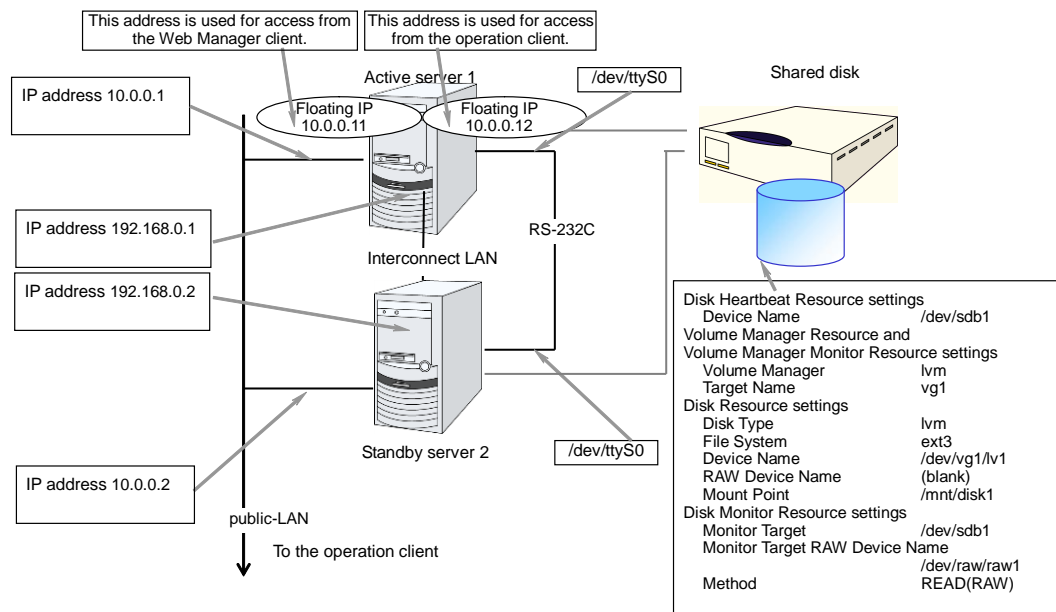 This address is used for access from
the Web Manager client.
This address is used for access
from the operation client.
Active server 1
/dev/ttyS0
Shared disk
IP address 10.0.0.1
Floating IP
10.0.0.11
Floating IP
10.0.0.12
IP address 192.168.0.1
RS-232C
Interconnect LAN
IP address 192.168.0.2
Disk Heartbeat Resource settings
Device Name /dev/sdb1
Volume Manager Resource and
Volume Manager Monitor Resource settings
Volume Manager lvm
Target Name vg1
Disk Resource settings
Disk Type lvm
File System ext3
Device Name /dev/vg1/lv1
RAW Device Name (blank)
Mount Point /mnt/disk1
Disk Monitor Resource settings
Monitor Target /dev/sdb1
Monitor Target RAW Device Name
/dev/raw/raw1
Method READ(RAW)
Standby server 2
/dev/ttyS0
IP address 10.0.0.2
public-LAN
To the operation client